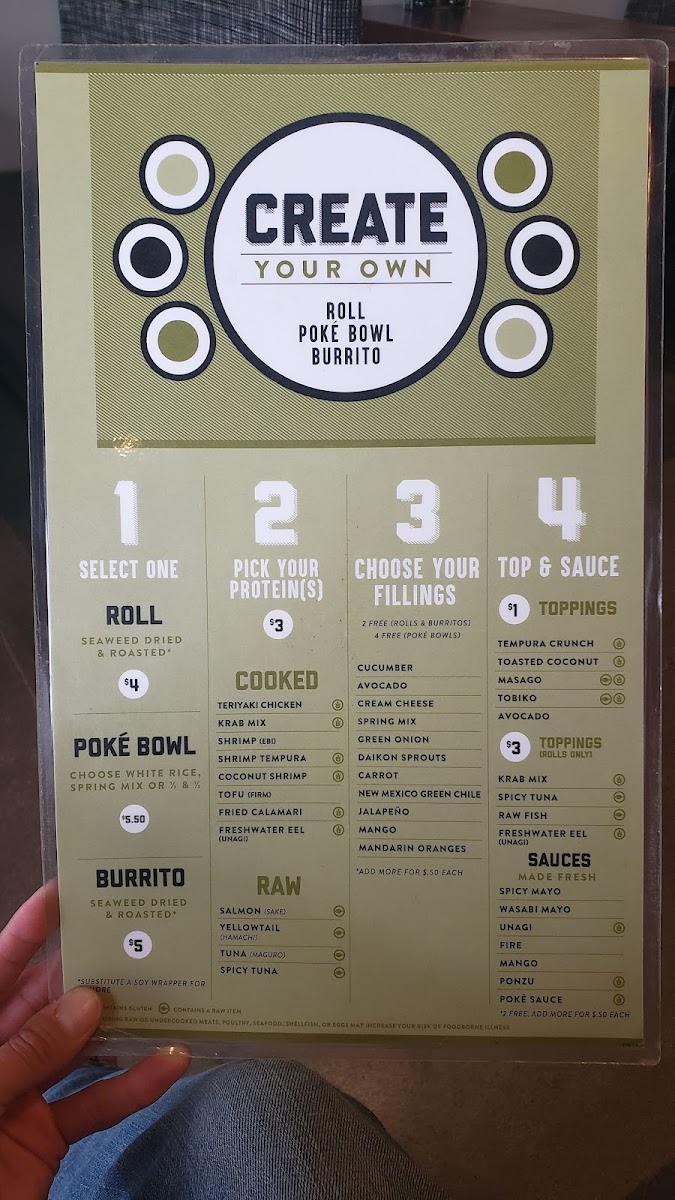 CREATE
YOUR OWN
ROLL
POKÉ BOWL
BURRITO
1
SELECT ONE
ROLL
SEAWEED DRIED
& ROASTED*
$4
POKÉ BOWL
CHOOSE WHITE RICE,
SPRING MIX OR ½ & ½
$5.50
BURRITO
SEAWEED DRIED
& ROASTED*
$5
*SUBSTITUTE A SOY WRAPPER FOR
2
PICK YOUR
PROTEIN(S)
$3
COOKED
TERIYAKI CHICKEN
KRAB MIX
SHRIMP (EBI)
SHRIMP TEMPURA
COCONUT SHRIMP
TOFU (FIRM)
FRIED CALAMARI
FRESHWATER EEL
(UNAGI)
RAW
SALMON (SAKE)
YELLOWTAIL
(HAMACHI)
TUNA (MAGURO)
SPICY TUNA
3
CHOOSE YOUR
FILLINGS
2 FREE (ROLLS & BURRITOS)
4 FREE (POKÉ BOWLS)
CUCUMBER
AVOCADO
CREAM CHEESE
SPRING MIX
GREEN ONION
DAIKON SPROUTS
CARROT
NEW MEXICO GREEN CHILE
JALAPEÑO
MANGO
MANDARIN ORANGES
*ADD MORE FOR $.50 EACH
4
TOP & SAUCE
$1 TOPPINGS
TEMPURA CRUNCH
TOASTED COCONUT
MASAGO
TOBIKO
AVOCADO
$3 TOPPINGS
(ROLLS ONLY)
KRAB MIX
SPICY TUNA
RAW FISH
FRESHWATER EEL
(UNAGI)
SAUCES
MADE FRESH
SPICY MAYO
WASABI MAYO
UNAGI
FIRE
MANGO
PONZU
POKÉ SAUCE
*2 FREE, ADD MORE FOR $.50 EACH
GLUTEN CONTAINS A RAW ITEM
RAW OR UNDERCOOKED MEATS, POULTRY, SEAFOOD, SHELLFISH, OR EGGS MAY INCREASE YOUR RISK OF FOODBORNE ILLNESS